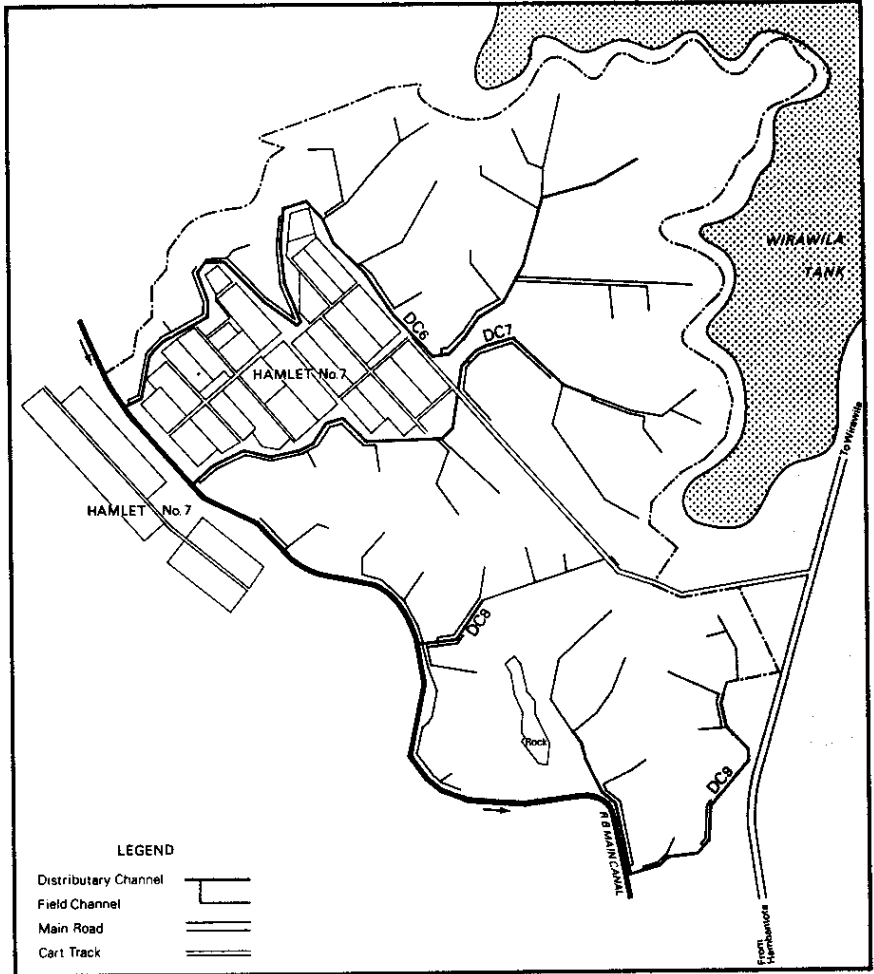 WIRAWILA
TANK
DC6
DC7
HAMLET No.7
To Wirawila
HAMLET No.7
DC8
Rock
DC9
R B MAIN CANAL
LEGEND
Distributary Channel
Field Channel
Main Road
Cart Track
From
Hambantota